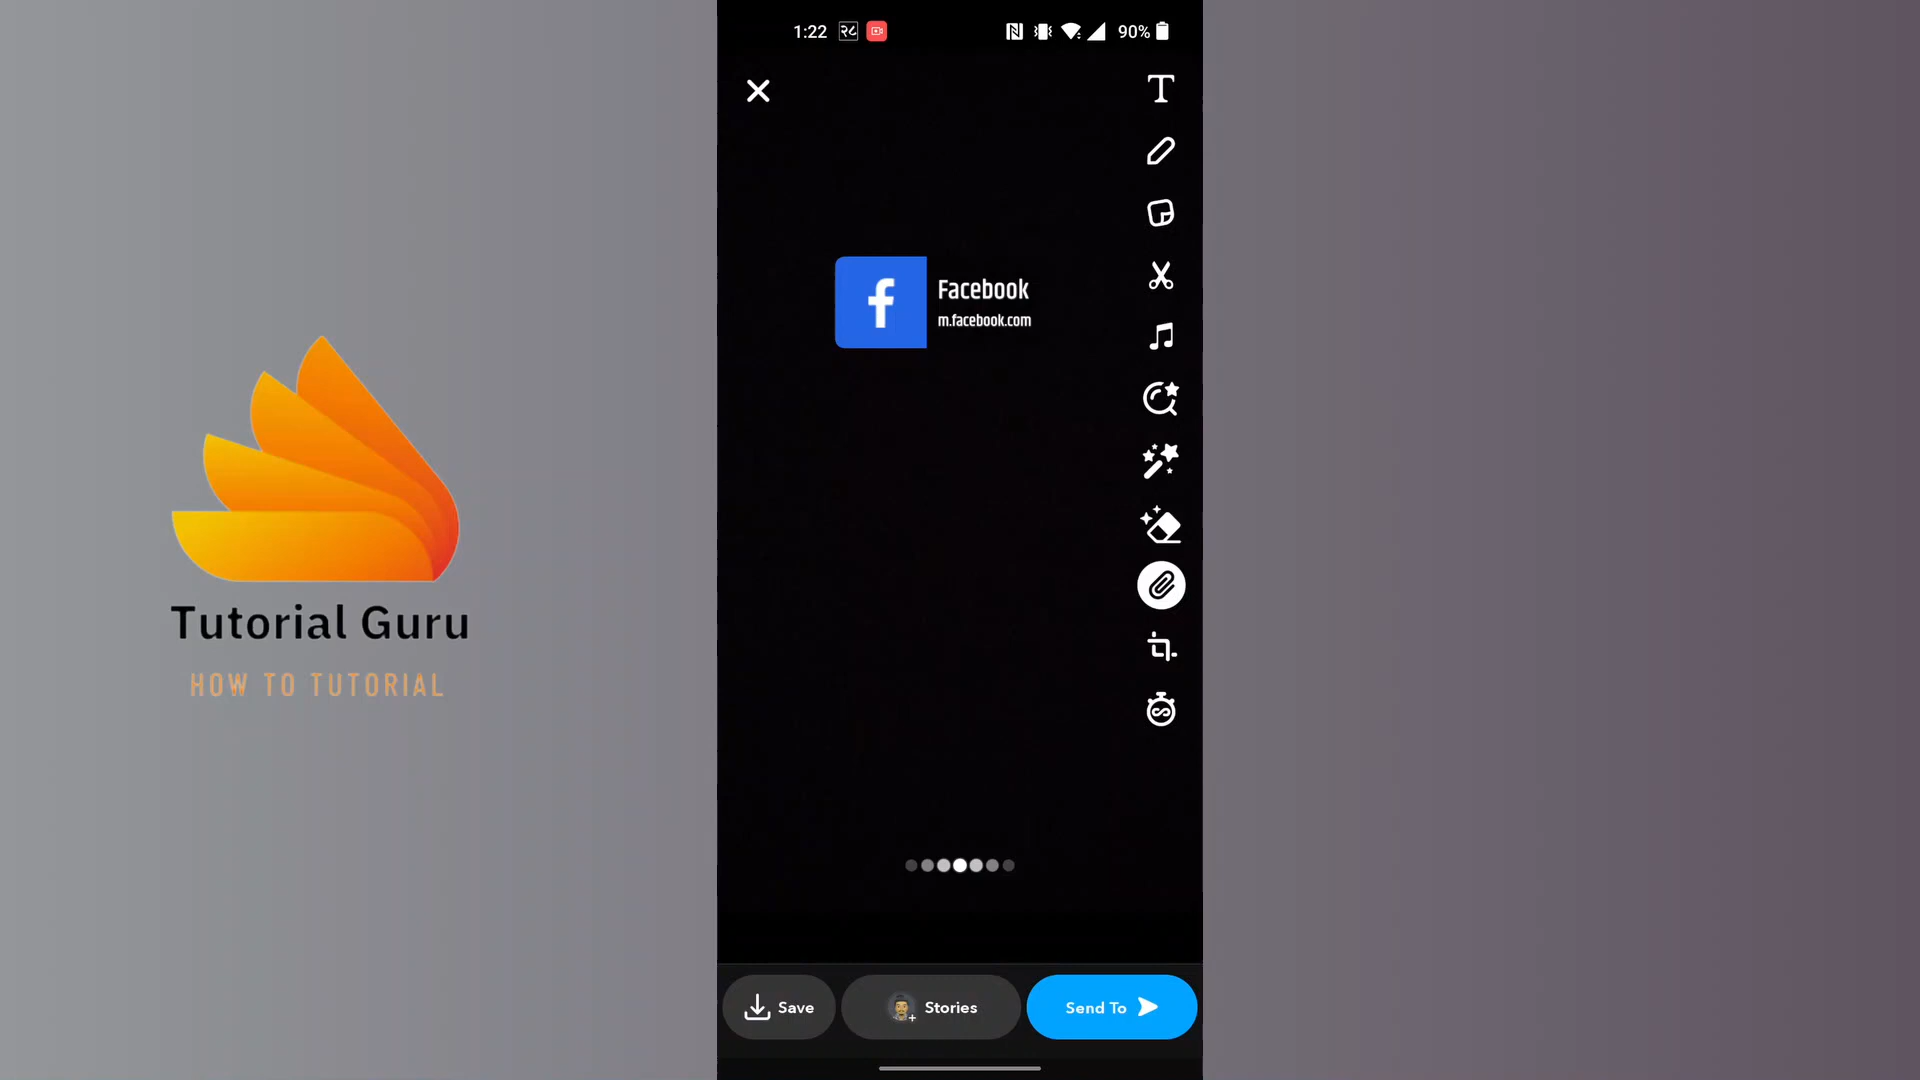 1:22
90%
T
Facebook
m.facebook.com
Tutorial Guru
HOW TO TUTORIAL
Save
Stories
Send To